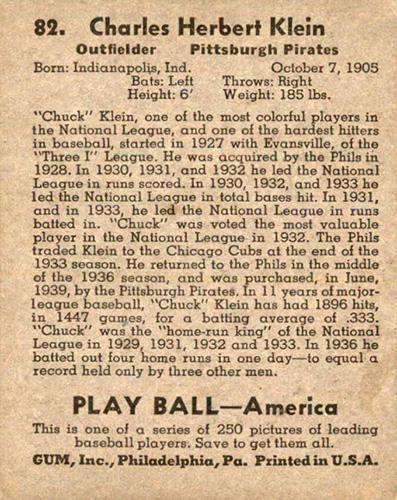 82. Charles Herbert Klein
Outfielder Pittsburgh Pirates
Born: Indianapolis, Ind. October 7, 1905
Bats: Left Throws: Right
Height: 6' Weight: 185 lbs.
"Chuck" Klein, one of the most colorful players in
the National League, and one of the hardest hitters
in baseball, started in 1927 with Evansville, of the
"Three I" League. He was acquired by the Phils in
1928. In 1930, 1931, and 1932 he led the National
League in runs scored. In 1930, 1932, and 1933 he
led the National League in total bases hit. In 1931,
and in 1933, he led the National League in runs
batted in. "Chuck" was voted the most valuable
player in the National League in 1932. The Phils
traded Klein to the Chicago Cubs at the end of the
1933 season. He returned to the Phils in the middle
of the 1936 season, and was purchased, in June,
1939, by the Pittsburgh Pirates. In 11 years of major-
league baseball, "Chuck" Klein has had 1896 hits,
in 1447 games, for a batting average of .333.
"Chuck" was the "home-run king" of the National
League in 1929, 1931, 1932 and 1933. In 1936 he
batted out four home runs in one day—to equal a
record held only by three other men.
PLAY BALL—America
This is one of a series of 250 pictures of leading
baseball players. Save to get them all.
GUM, Inc., Philadelphia, Pa. Printed in U.S.A.